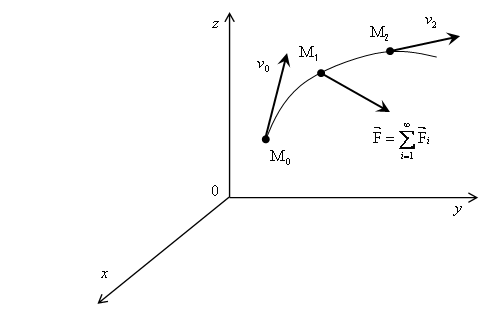 z
M₂
v₂
M₁
v₀
F⃗ = ∞∑i=1 F⃗i
M₀
0
y
x